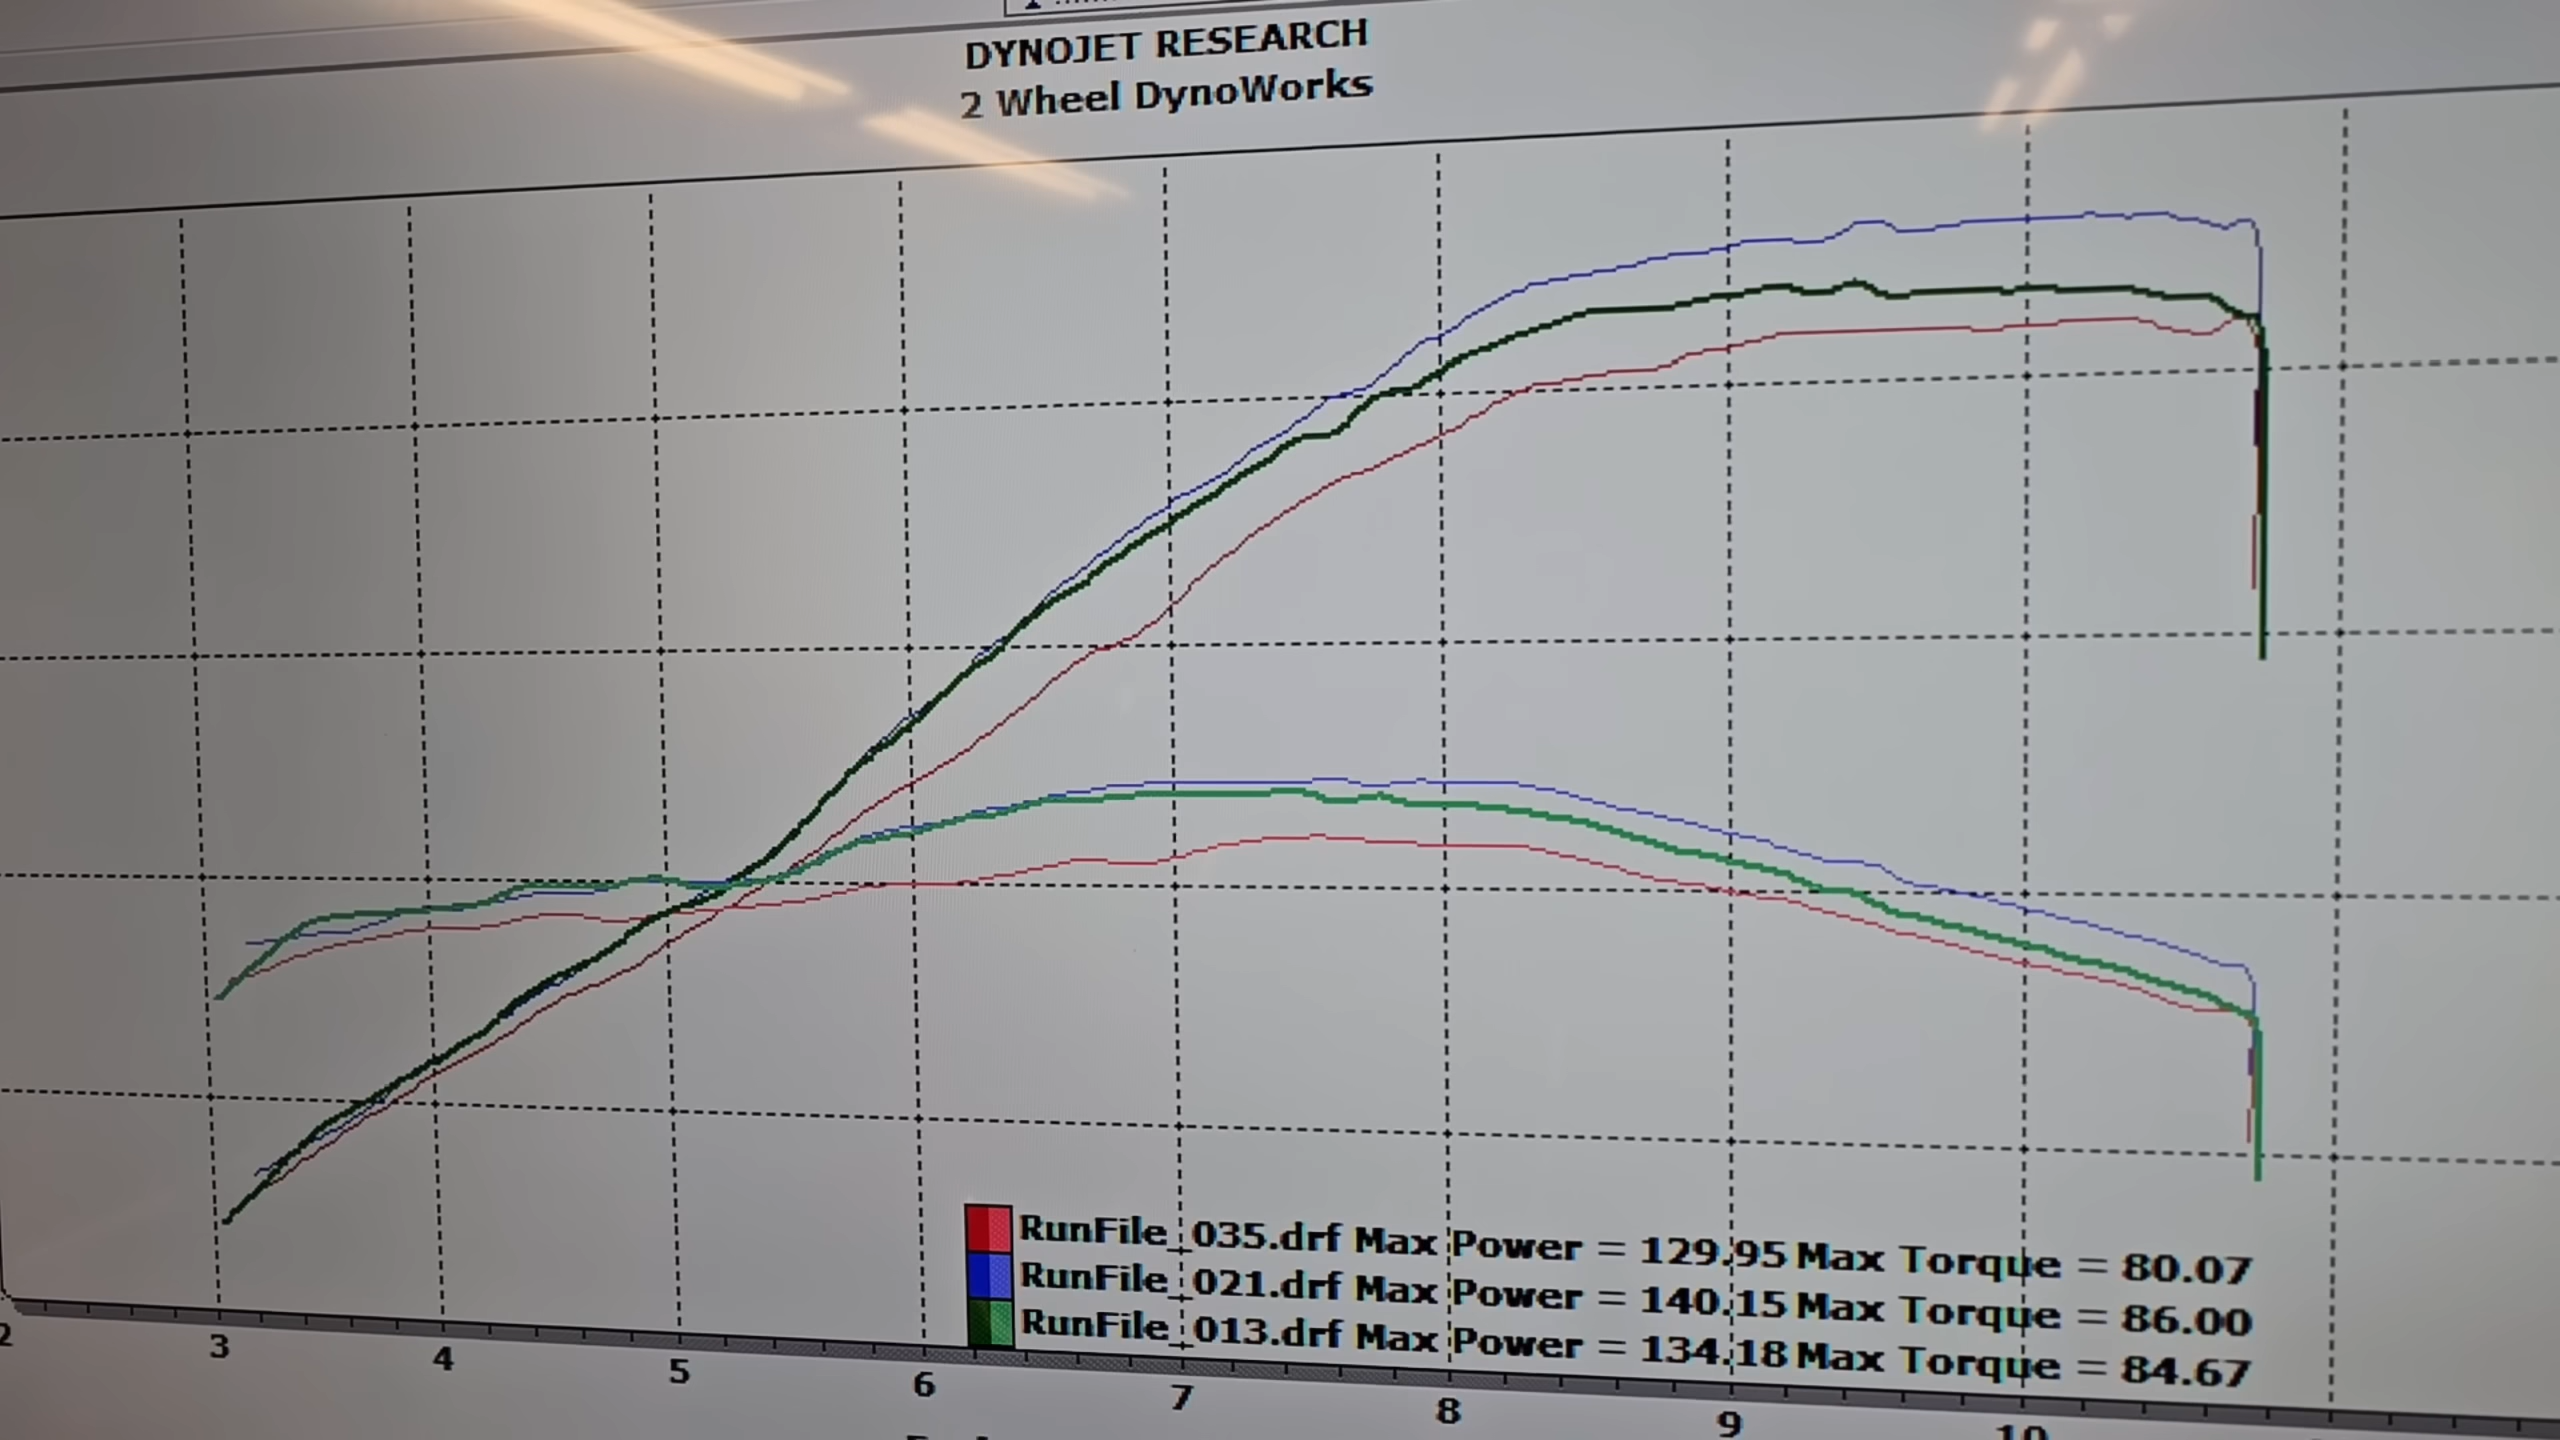 DYNOJET RESEARCH
2 Wheel DynoWorks
RunFile_035.drf Max Power = 129.95 Max Torque = 80.07
RunFile_021.drf Max Power = 140.15 Max Torque = 86.00
RunFile_013.drf Max Power = 134.18 Max Torque = 84.67
2 3 4 5 6 7 8 9 10